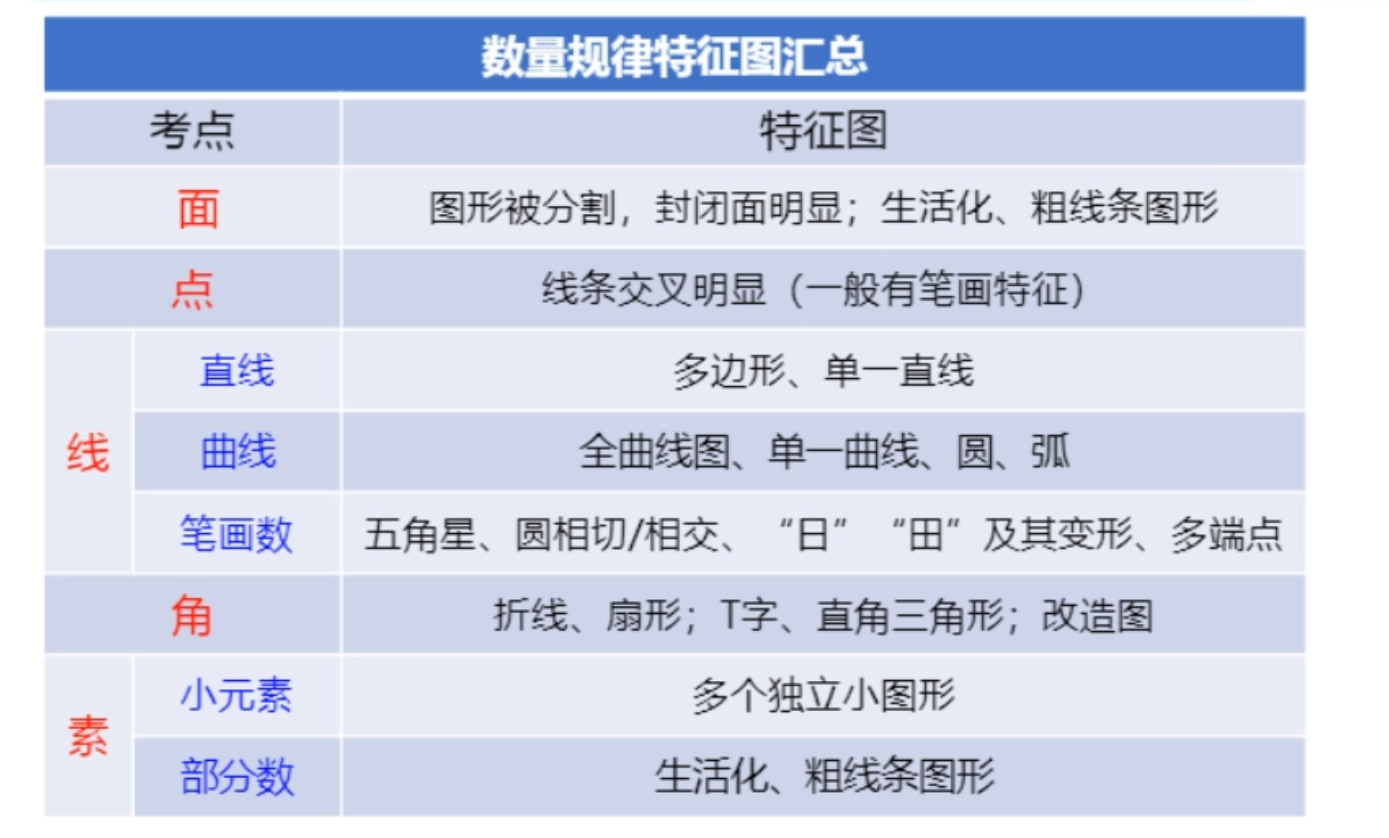 数量规律特征图汇总
考点 特征图
面 图形被分割，封闭面明显；生活化、粗线条图形
点 线条交叉明显（一般有笔画特征）
线 直线 多边形、单一直线
曲线 全曲线图、单一曲线、圆、弧
笔画数 五角星、圆相切/相交、“日”“田”及其变形、多端点
角 折线、扇形；T字、直角三角形；改造图
素 小元素 多个独立小图形
部分数 生活化、粗线条图形